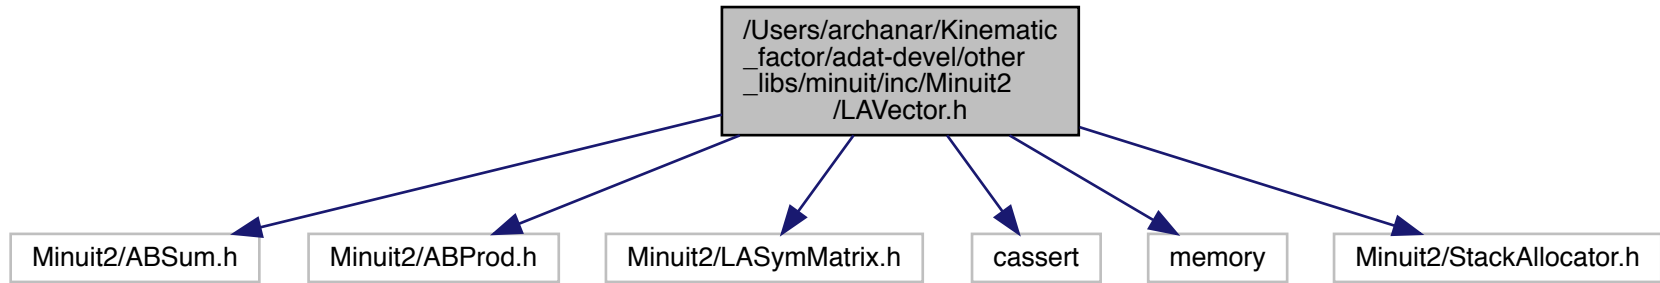 /Users/archanar/Kinematic
_factor/adat-devel/other
_libs/minuit/inc/Minuit2
/LAVector.h
Minuit2/ABSum.h
Minuit2/ABProd.h
Minuit2/LASymMatrix.h
cassert
memory
Minuit2/StackAllocator.h